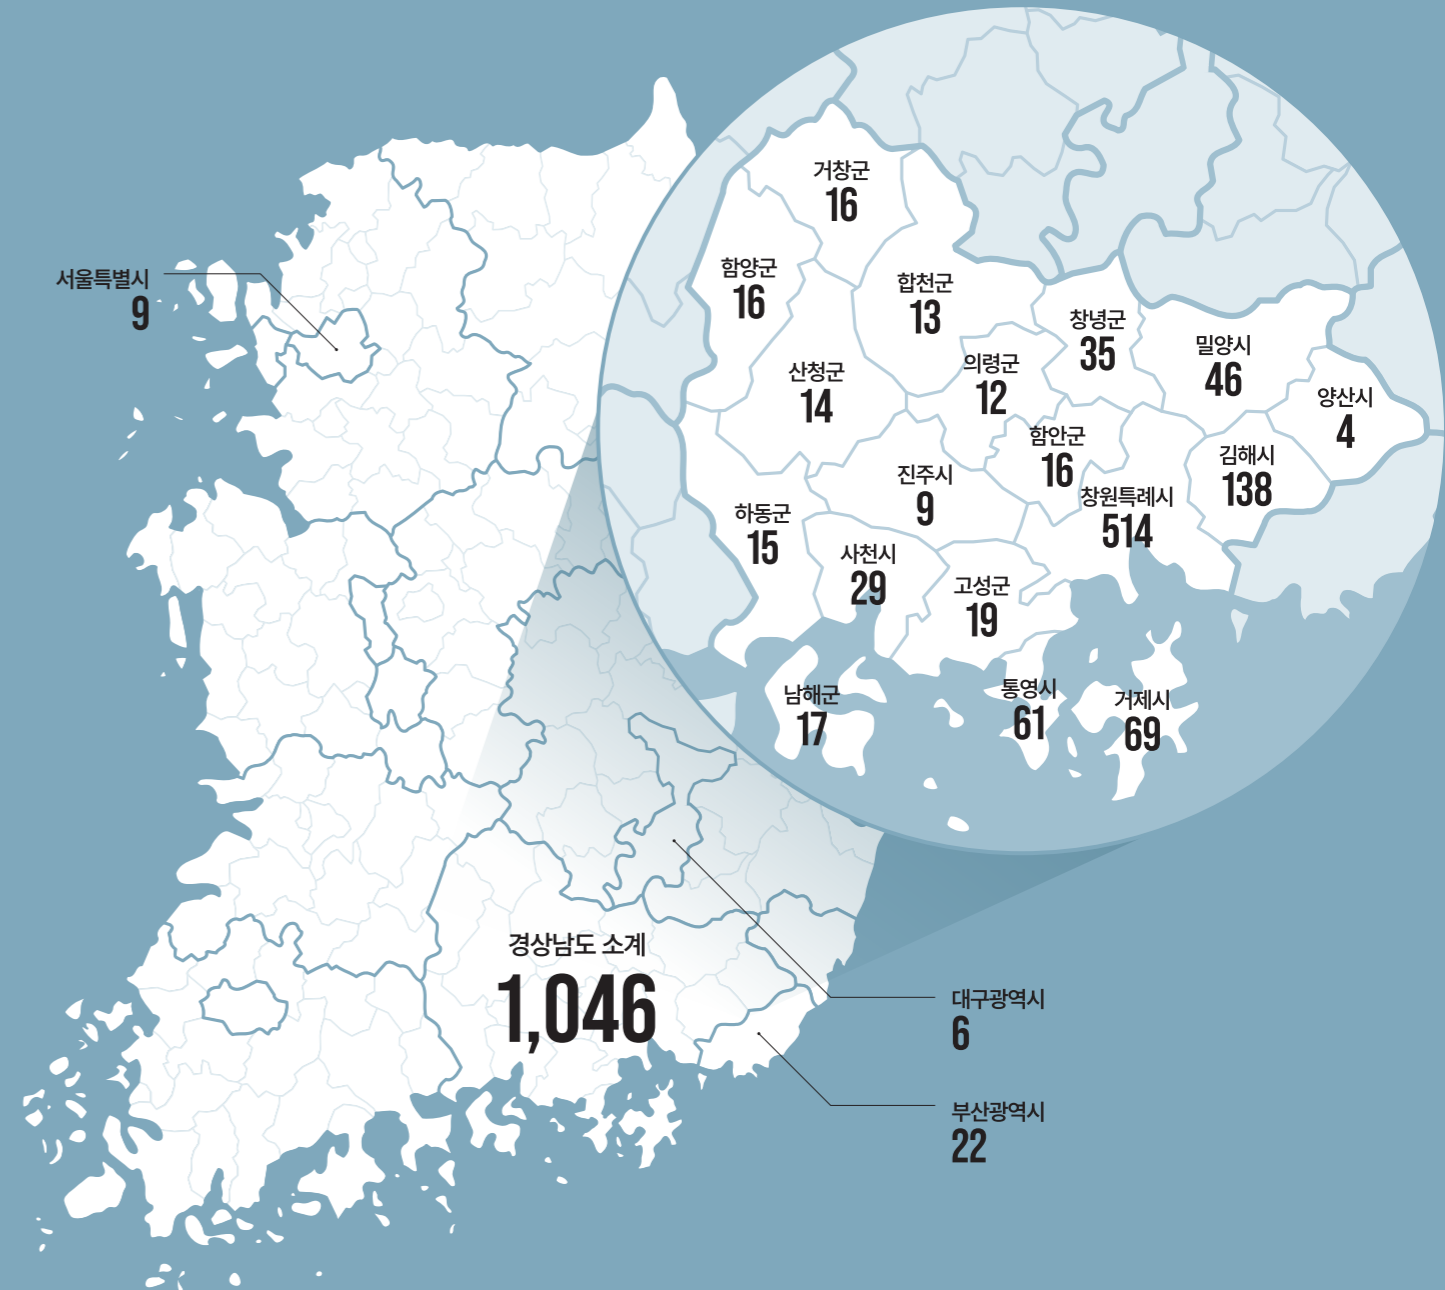 서울특별시
9
거창군
16
함양군
16
합천군
13
창녕군
35
밀양시
46
산청군
14
의령군
12
양산시
4
함안군
16
김해시
138
진주시
9
창원특례시
514
하동군
15
사천시
29
고성군
19
남해군
17
통영시
61
거제시
69
경상남도 소계
1,046
대구광역시
6
부산광역시
22